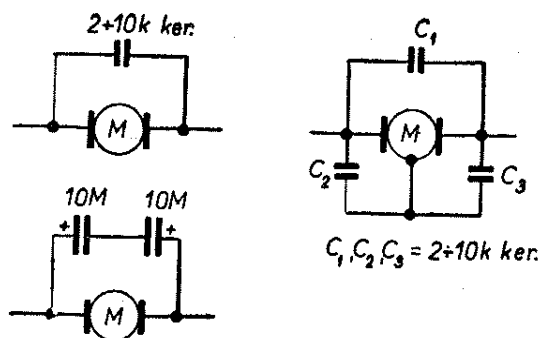 2÷10k ker.
M
10M 10M
+ +
M
C₁
M
C₂ C₃
C₁,C₂,C₃ = 2÷10k ker.